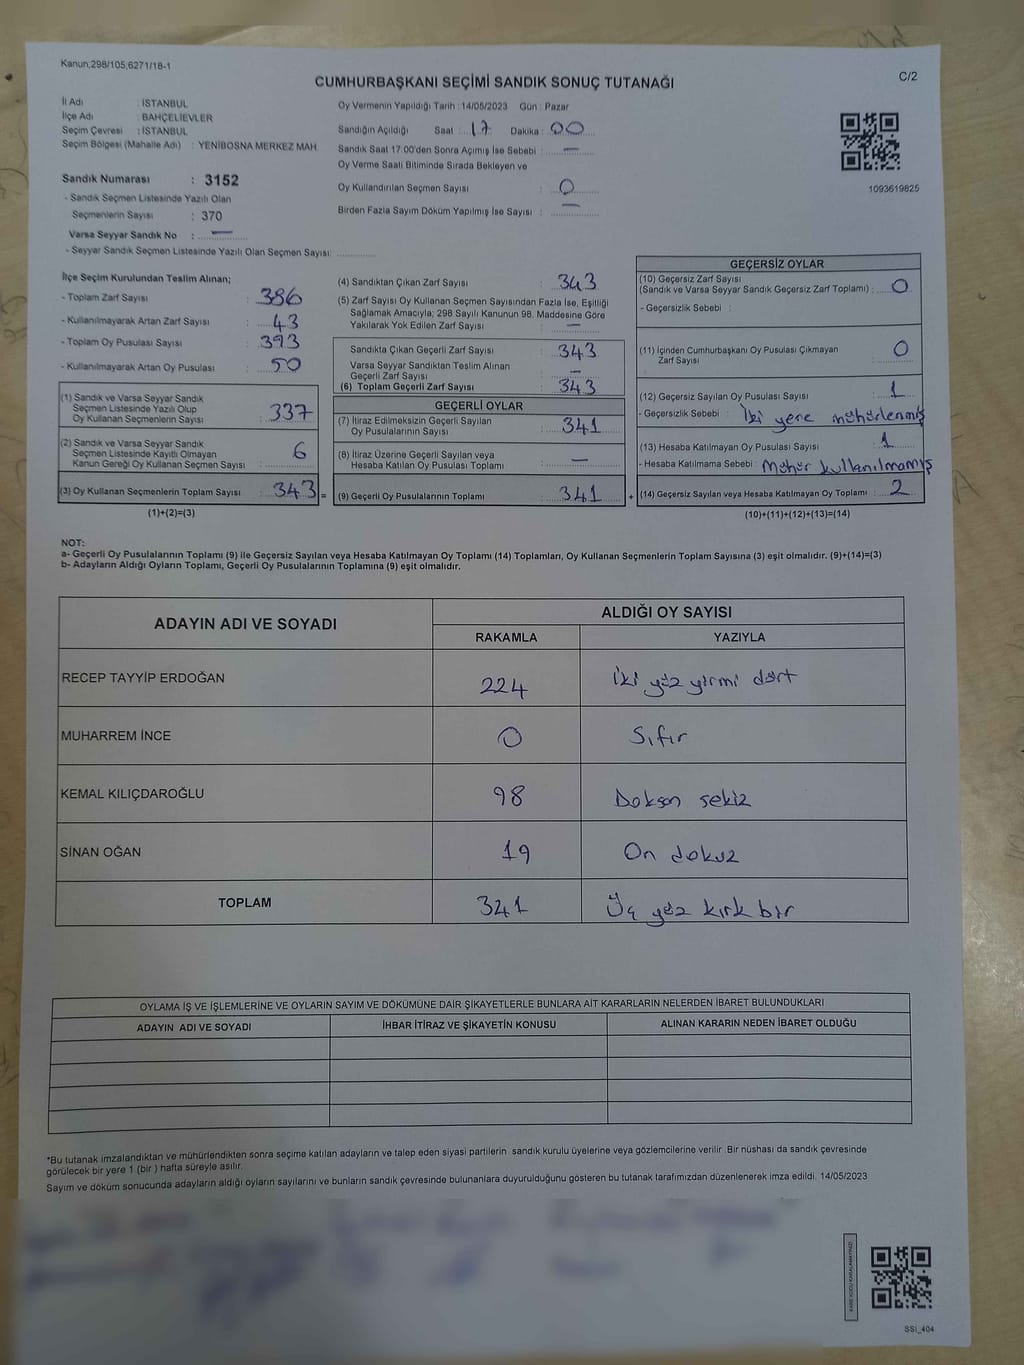 Kanun,298/105,6271/18-1
C/2
CUMHURBAŞKANI SEÇİMİ SANDIK SONUÇ TUTANAĞI
İl Adı : İSTANBUL
İlçe Adı : BAHÇELİEVLER
Seçim Çevresi : İSTANBUL
Seçim Bölgesi (Mahalle Adı) : YENİBOSNA MERKEZ MAH.
Sandık Numarası : 3152
- Sandık Seçmen Listesinde Yazılı Olan
Seçmenlerin Sayısı : 370
Varsa Seyyar Sandık No : —
- Seyyar Sandık Seçmen Listesinde Yazılı Olan Seçmen Sayısı:
Oy Vermenin Yapıldığı Tarih : 14/05/2023 Gün : Pazar
Sandığın Açıldığı Saat : 17 Dakika : 00
Sandık Saat 17.00'den Sonra Açımış İse Sebebi : —
Oy Verme Saati Bitiminde Sırada Bekleyen ve
Oy Kullandırılan Seçmen Sayısı : 0
Birden Fazla Sayım Döküm Yapılmış İse Sayısı : —
1093619825
İlçe Seçim Kurulundan Teslim Alınan;
- Toplam Zarf Sayısı : 386
- Kullanılmayarak Artan Zarf Sayısı : 43
- Toplam Oy Pusulası Sayısı : 393
- Kullanılmayarak Artan Oy Pusulası : 50
(1) Sandık ve Varsa Seyyar Sandık
Seçmen Listesinde Yazılı Olup
Oy Kullanan Seçmenlerin Sayısı : 337
(2) Sandık ve Varsa Seyyar Sandık
Seçmen Listesinde Kayıtlı Olmayan
Kanun Gereği Oy Kullanan Seçmen Sayısı : 6
(3) Oy Kullanan Seçmenlerin Toplam Sayısı : 343 =
(1)+(2)=(3)
(4) Sandıktan Çıkan Zarf Sayısı : 343
(5) Zarf Sayısı Oy Kullanan Seçmen Sayısından Fazla İse, Eşitliği
Sağlamak Amacıyla; 298 Sayılı Kanunun 98. Maddesine Göre
Yakılarak Yok Edilen Zarf Sayısı : —
Sandıkta Çıkan Geçerli Zarf Sayısı : 343
Varsa Seyyar Sandıktan Teslim Alınan
Geçerli Zarf Sayısı : —
(6) Toplam Geçerli Zarf Sayısı : 343
GEÇERLİ OYLAR
(7) İtiraz Edilmeksizin Geçerli Sayılan
Oy Pusulalarının Sayısı : 341
(8) İtiraz Üzerine Geçerli Sayılan veya
Hesaba Katılan Oy Pusulası Toplamı : —
(9) Geçerli Oy Pusulalarının Toplamı : 341 +
GEÇERSİZ OYLAR
(10) Geçersiz Zarf Sayısı
(Sandık ve Varsa Seyyar Sandık Geçersiz Zarf Toplamı) : 0
- Geçersizlik Sebebi :
(11) İçinden Cumhurbaşkanı Oy Pusulası Çıkmayan
Zarf Sayısı : 0
(12) Geçersiz Sayılan Oy Pusulası Sayısı : 1
- Geçersizlik Sebebi : İki yere mühürlenmiş
(13) Hesaba Katılmayan Oy Pusulası Sayısı : 1
- Hesaba Katılmama Sebebi : Mühür kullanılmamış
(14) Geçersiz Sayılan veya Hesaba Katılmayan Oy Toplamı : 2
(10)+(11)+(12)+(13)=(14)
NOT:
a- Geçerli Oy Pusulalarının Toplamı (9) ile Geçersiz Sayılan veya Hesaba Katılmayan Oy Toplamı (14) Toplamları, Oy Kullanan Seçmenlerin Toplam Sayısına (3) eşit olmalıdır. (9)+(14)=(3)
b- Adayların Aldığı Oyların Toplamı, Geçerli Oy Pusulalarının Toplamına (9) eşit olmalıdır.
ADAYIN ADI VE SOYADI
ALDIĞI OY SAYISI
RAKAMLA YAZIYLA
RECEP TAYYİP ERDOĞAN 224 İki yüz yirmi dört
MUHARREM İNCE 0 Sıfır
KEMAL KILIÇDAROĞLU 98 Doksan sekiz
SİNAN OĞAN 19 On dokuz
TOPLAM 341 Üç yüz kırk bir
OYLAMA İŞ VE İŞLEMLERİNE VE OYLARIN SAYIM VE DÖKÜMÜNE DAİR ŞİKAYETLERLE BUNLARA AİT KARARLARIN NELERDEN İBARET BULUNDUKLARI
ADAYIN ADI VE SOYADI İHBAR İTİRAZ VE ŞİKAYETİN KONUSU ALINAN KARARIN NEDEN İBARET OLDUĞU
*Bu tutanak imzalandıktan ve mühürlendikten sonra seçime katılan adayların ve talep eden siyasi partilerin sandık kurulu üyelerine veya gözlemcilerine verilir. Bir nüshası da sandık çevresinde
görülecek bir yere 1 (bir ) hafta süreyle asılır.
Sayım ve döküm sonucunda adayların aldığı oyların sayılarını ve bunların sandık çevresinde bulunanlara duyurulduğunu gösteren bu tutanak tarafımızdan düzenlenerek imza edildi. 14/05/2023
KARE KODU KARALAMAYINIZ!
SSİ_404